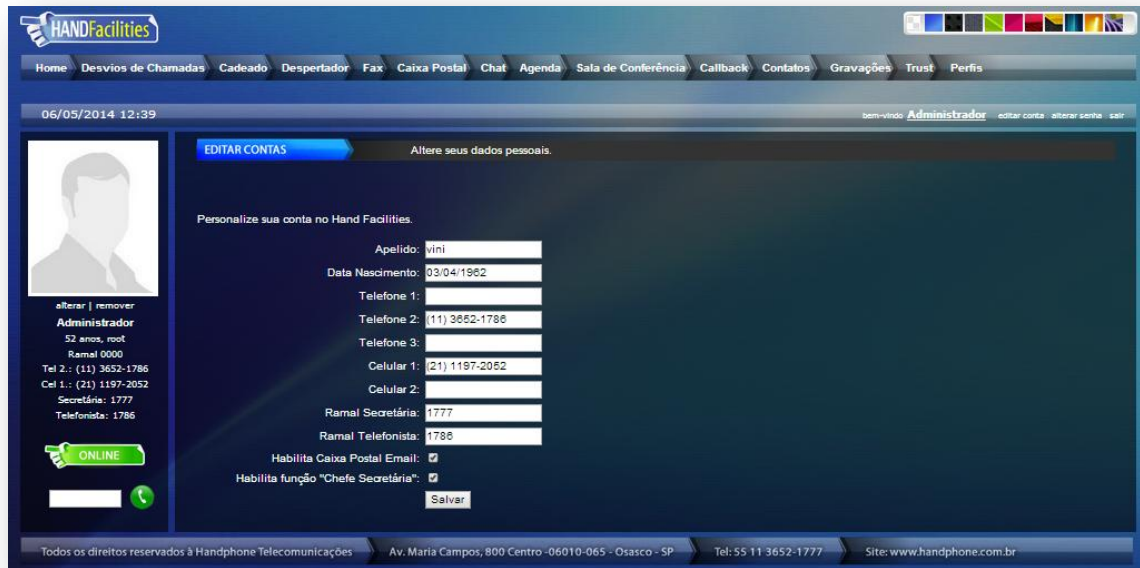 HANDFacilities
Home Desvios de Chamadas Cadeado Despertador Fax Caixa Postal Chat Agenda Sala de Conferência Callback Contatos Gravações Trust Perfis
06/05/2014 12:39
bem-vindo Administrador editar conta alterar senha sair
alterar | remover
Administrador
52 anos, root
Ramal 0000
Tel 2.: (11) 3652-1786
Cel 1.: (21) 1197-2052
Secretária: 1777
Telefonista: 1786
ONLINE
EDITAR CONTAS
Altere seus dados pessoais.
Personalize sua conta no Hand Facilities.
Apelido: vini
Data Nascimento: 03/04/1962
Telefone 1:
Telefone 2: (11) 3652-1786
Telefone 3:
Celular 1: (21) 1197-2052
Celular 2:
Ramal Secretária: 1777
Ramal Telefonista: 1786
Habilita Caixa Postal Email:
Habilita função "Chefe Secretária":
Salvar
Todos os direitos reservados à Handphone Telecomunicações Av. Maria Campos, 800 Centro -06010-065 - Osasco - SP Tel: 55 11 3652-1777 Site: www.handphone.com.br